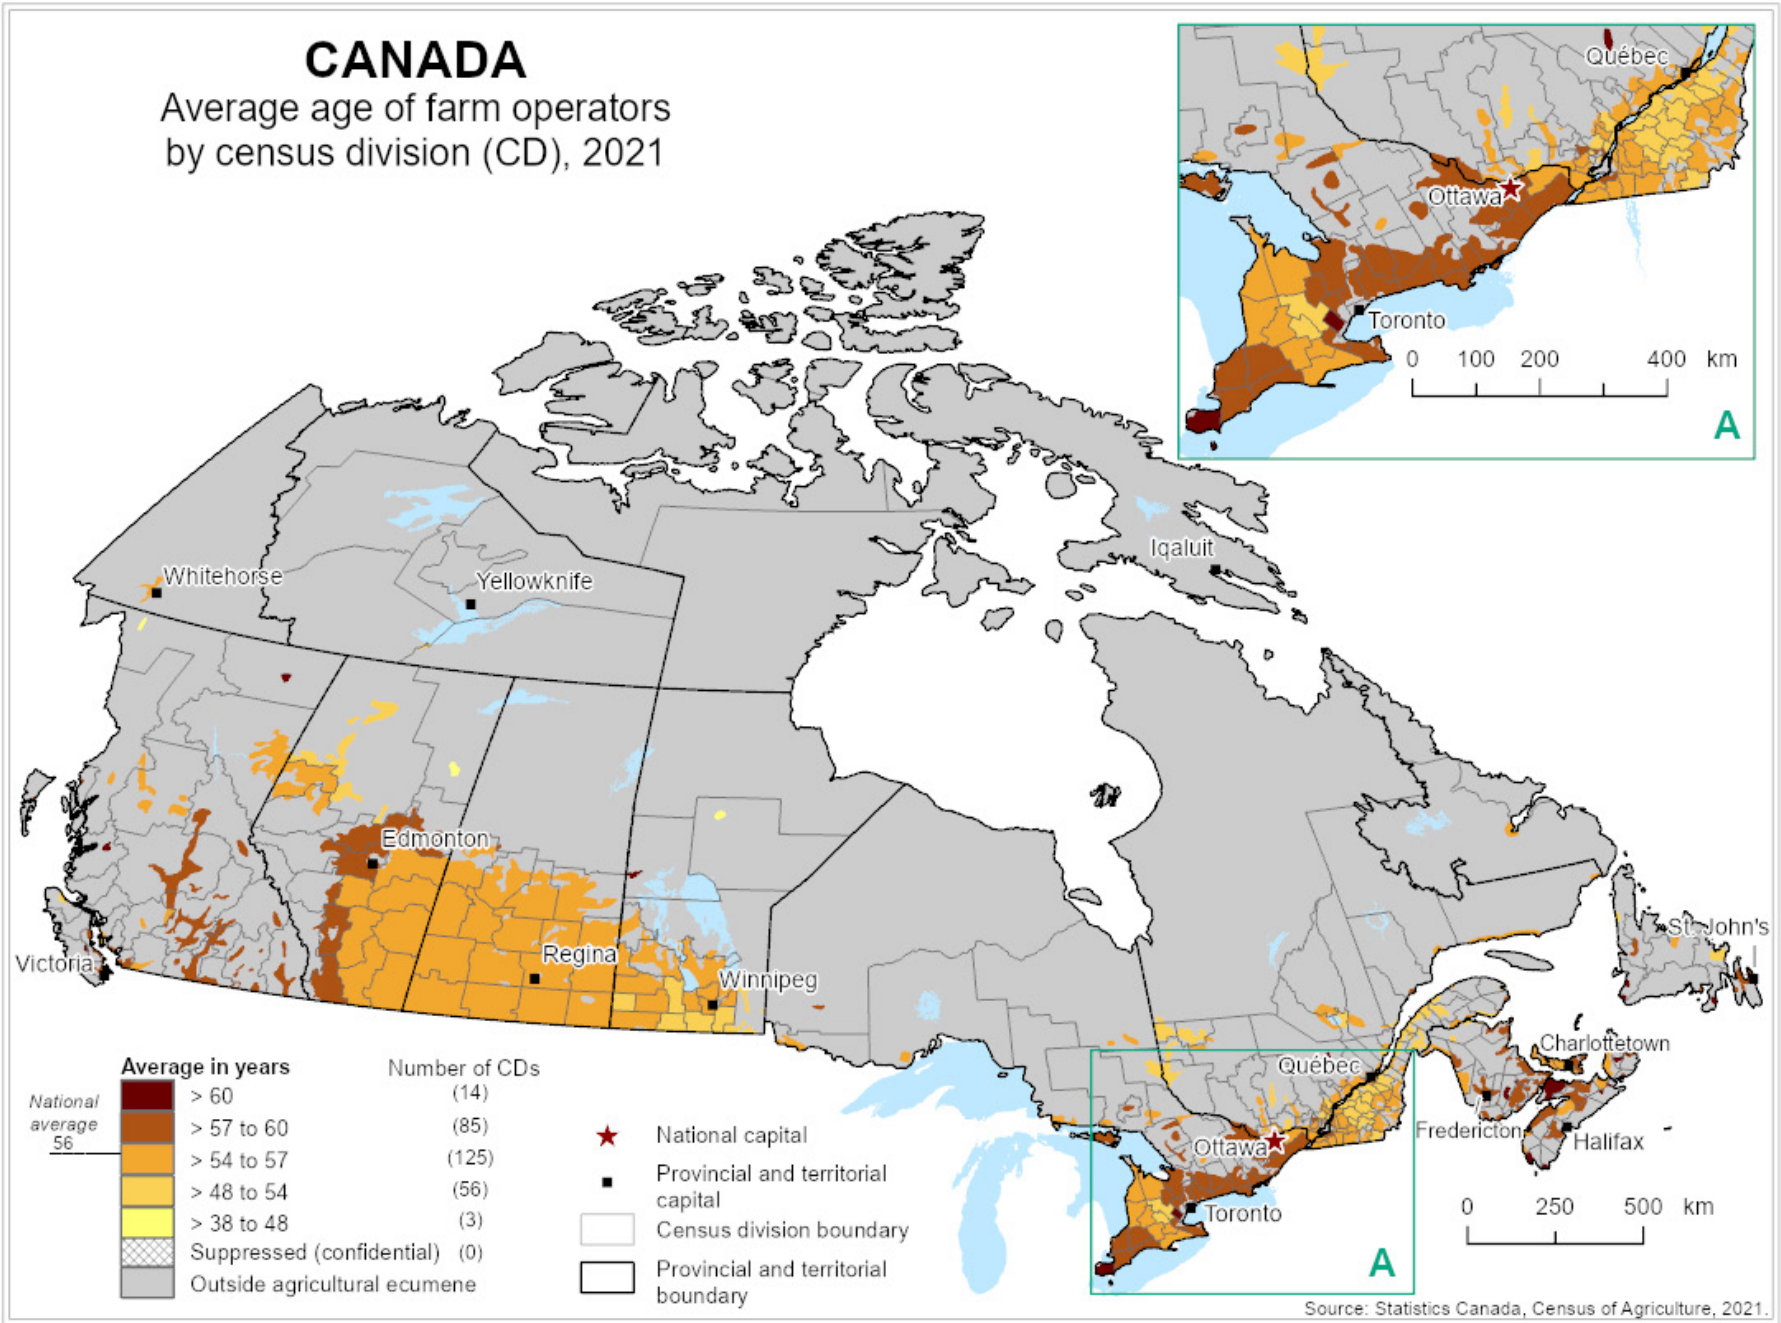 CANADA
Average age of farm operators
by census division (CD), 2021
Québec
Ottawa
Toronto
0 100 200 400 km
A
Iqaluit
Whitehorse
Yellowknife
Edmonton
Regina
Winnipeg
Victoria
St. John's
Charlottetown
Québec
Fredericton
Halifax
Ottawa
Toronto
A
0 250 500 km
Average in years
Number of CDs
> 60 (14)
National
average
56
> 57 to 60 (85)
> 54 to 57 (125)
> 48 to 54 (56)
> 38 to 48 (3)
Suppressed (confidential) (0)
Outside agricultural ecumene
National capital
Provincial and territorial
capital
Census division boundary
Provincial and territorial
boundary
Source: Statistics Canada, Census of Agriculture, 2021.